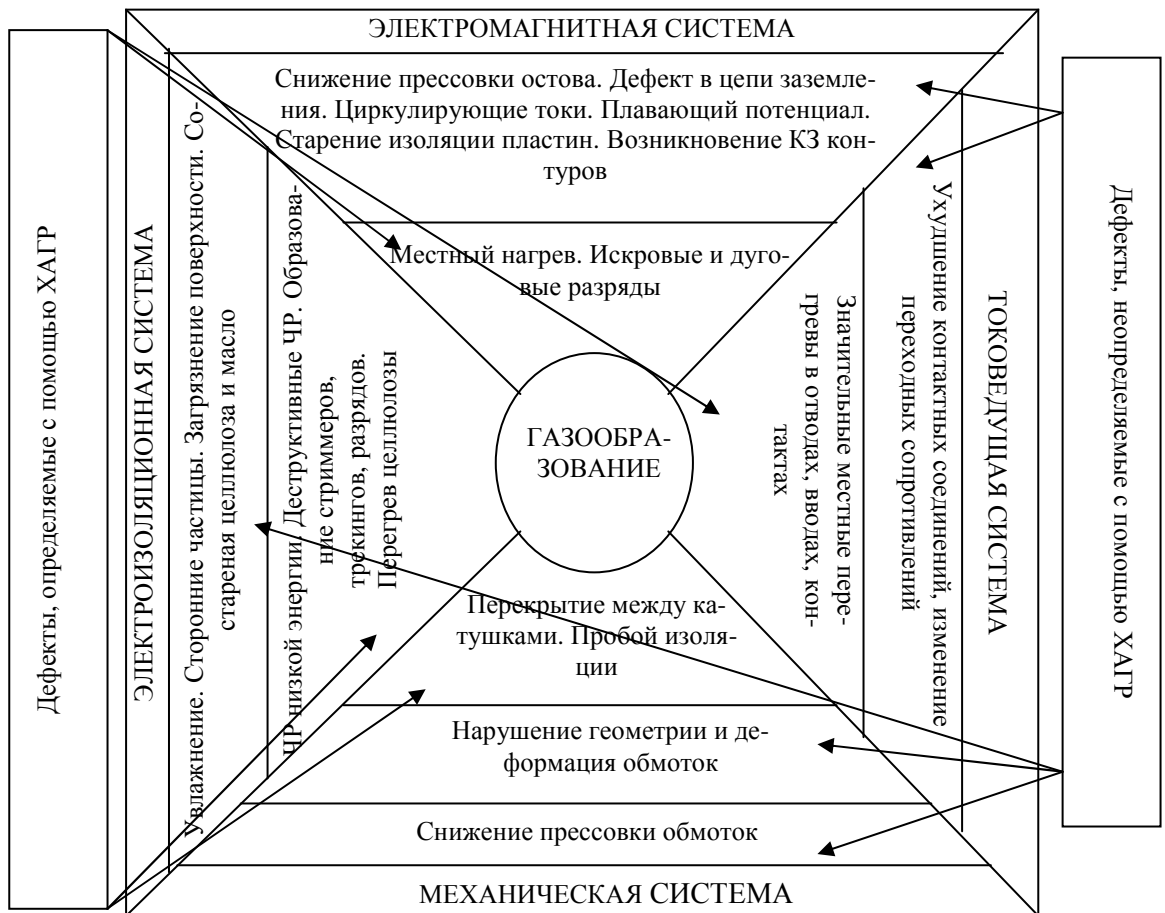 ЭЛЕКТРОМАГНИТНАЯ СИСТЕМА
Снижение прессовки остова. Дефект в цепи заземле-
ния. Циркулирующие токи. Плавающий потенциал.
Старение изоляции пластин. Возникновение КЗ кон-
туров
Местный нагрев. Искровые и дуго-
вые разряды
Дефекты, определяемые с помощью ХАГР
ЭЛЕКТРОИЗОЛЯЦИОННАЯ СИСТЕМА
Увлажнение. Сторонние частицы. Загрязнение поверхности. Со-
стареная целлюлоза и масло
ЧР низкой энергии. Деструктивные ЧР. Образова-
ние стриммеров,
трекингов, разрядов.
Перегрев целлюлозы
ГАЗООБРА-
ЗОВАНИЕ
Значительные местные пере-
гревы в отводах, вводах, кон-
тактах
Ухудшение контактных соединений, изменение
переходных сопротивлений
ТОКОВЕДУЩАЯ СИСТЕМА
Дефекты, неопределяемые с помощью ХАГР
Перекрытие между ка-
тушками. Пробой изоля-
ции
Нарушение геометрии и де-
формация обмоток
Снижение прессовки обмоток
МЕХАНИЧЕСКАЯ СИСТЕМА